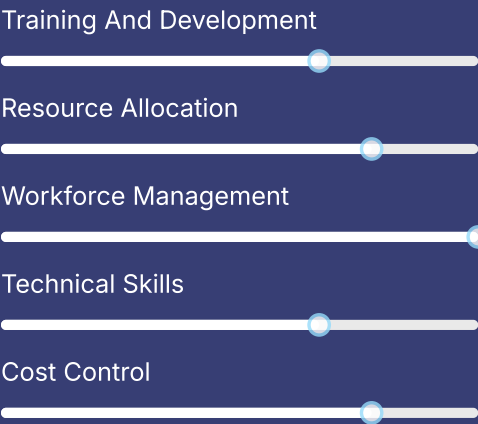 Training And Development
Resource Allocation
Workforce Management
Technical Skills
Cost Control